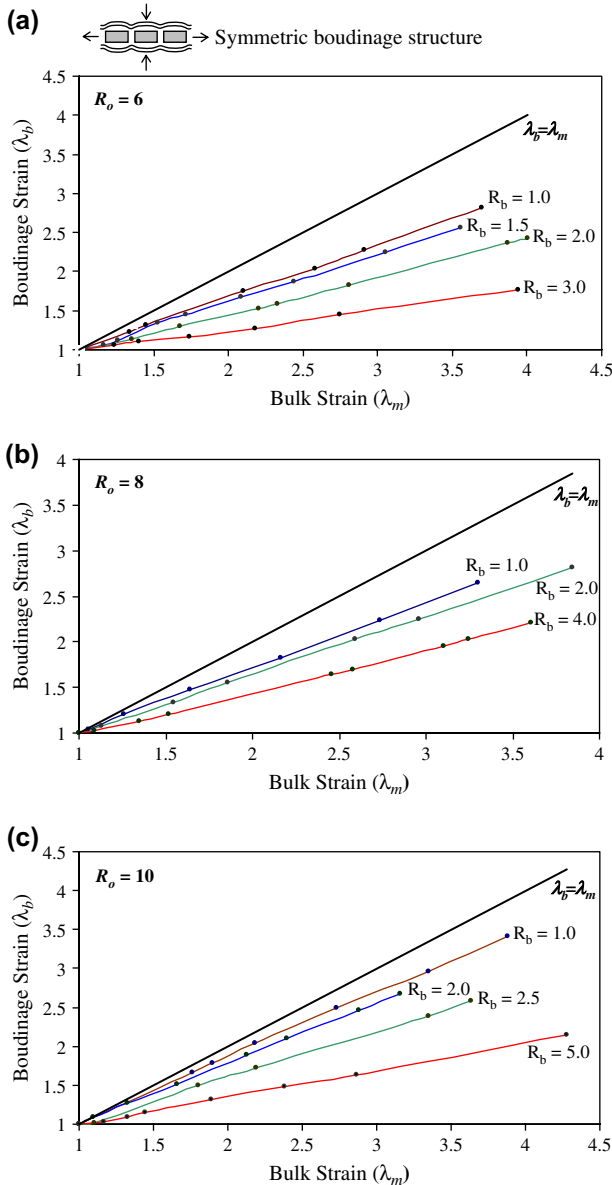 (a)
Symmetric boudinage structure
4.5
4
3.5
3
2.5
2
1.5
1
Boudinage Strain (λb)
Ro = 6
λb=λm
Rb = 1.0
Rb = 1.5
Rb = 2.0
Rb = 3.0
1 1.5 2 2.5 3 3.5 4 4.5
Bulk Strain (λm)
(b)
4
3.5
3
2.5
2
1.5
1
Boudinage Strain (λb)
Ro = 8
λb=λm
Rb = 1.0
Rb = 2.0
Rb = 4.0
1 1.5 2 2.5 3 3.5 4
Bulk Strain (λm)
(c)
4.5
4
3.5
3
2.5
2
1.5
1
Boudinage Strain (λb)
Ro = 10
λb=λm
Rb = 1.0
Rb = 2.0
Rb = 2.5
Rb = 5.0
1 1.5 2 2.5 3 3.5 4 4.5
Bulk Strain (λm)